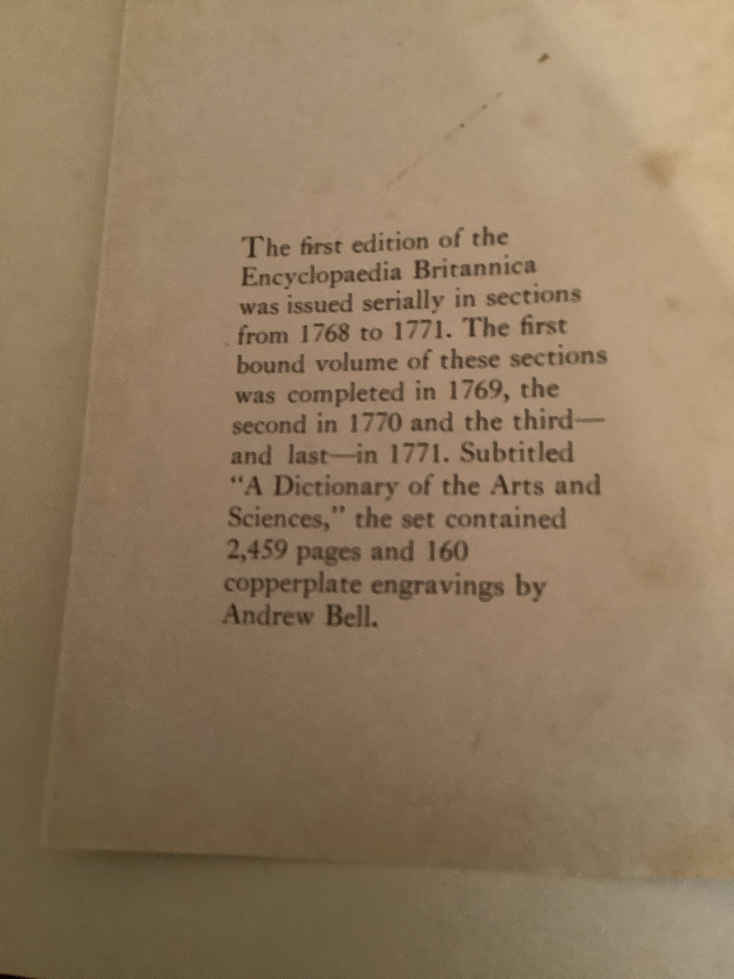 The first edition of the
Encyclopaedia Britannica
was issued serially in sections
from 1768 to 1771. The first
bound volume of these sections
was completed in 1769, the
second in 1770 and the third—
and last—in 1771. Subtitled
“A Dictionary of the Arts and
Sciences,” the set contained
2,459 pages and 160
copperplate engravings by
Andrew Bell.